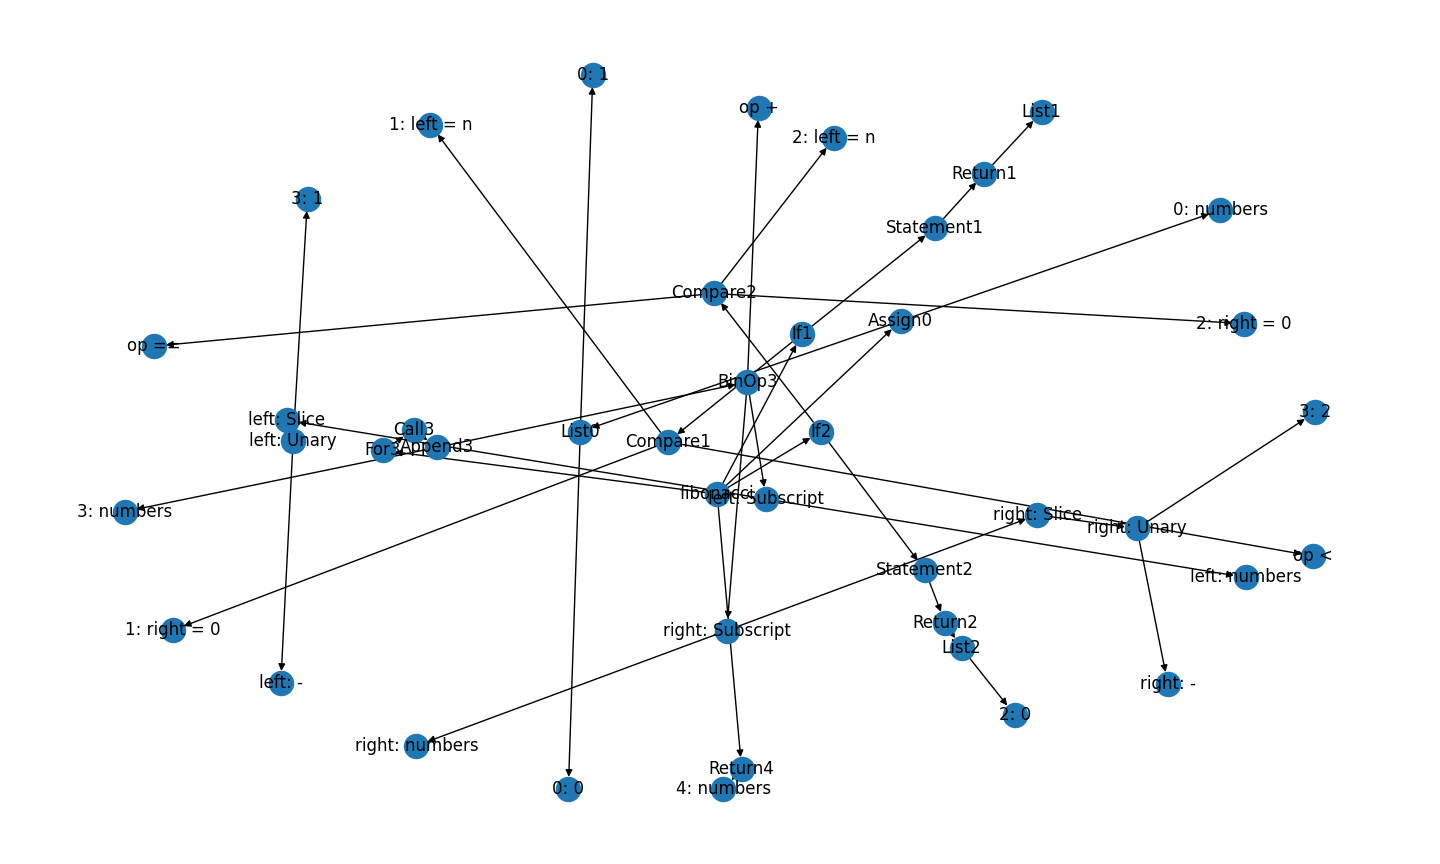 0: 1
op +
List1
1: left = n
2: left = n
Return1
3: 1
0: numbers
Statement1
Compare2
If1
Assign0
2: right = 0
op ==
BinOp3
3: 2
left: Slice
Call3
List0
If2
left: Unary
For3
Append3
Compare1
fibonacci
left: Subscript
3: numbers
right: Slice
right: Unary
op <
Statement2
left: numbers
Return2
1: right = 0
right: Subscript
List2
left: -
right: -
2: 0
right: numbers
Return4
0: 0
4: numbers